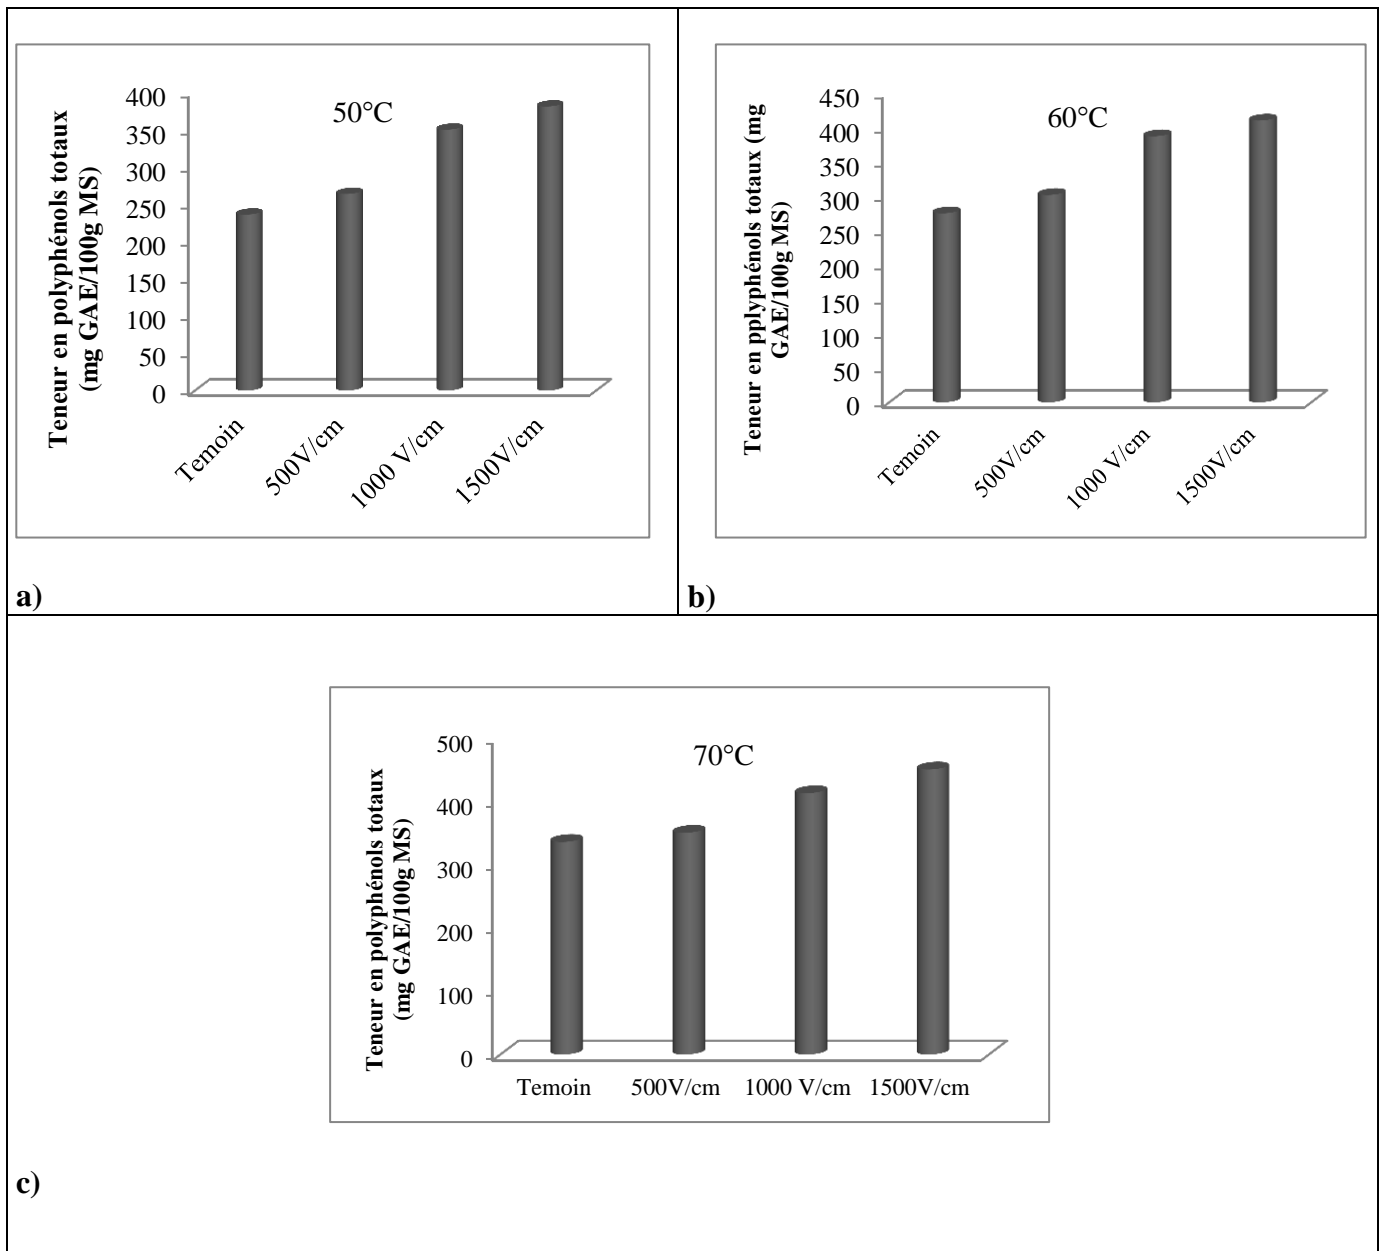 Teneur en polyphénols totaux
(mg GAE/100g MS)
50°C
400
350
300
250
200
150
100
50
0
Temoin
500V/cm
1000 V/cm
1500V/cm
a)
Teneur en pplyphénols totaux (mg
GAE/100g MS)
60°C
450
400
350
300
250
200
150
100
50
0
Temoin
500V/cm
1000 V/cm
1500V/cm
b)
Teneur en polyphénols totaux
(mg GAE/100g MS)
70°C
500
400
300
200
100
0
Temoin
500V/cm
1000 V/cm
1500V/cm
c)